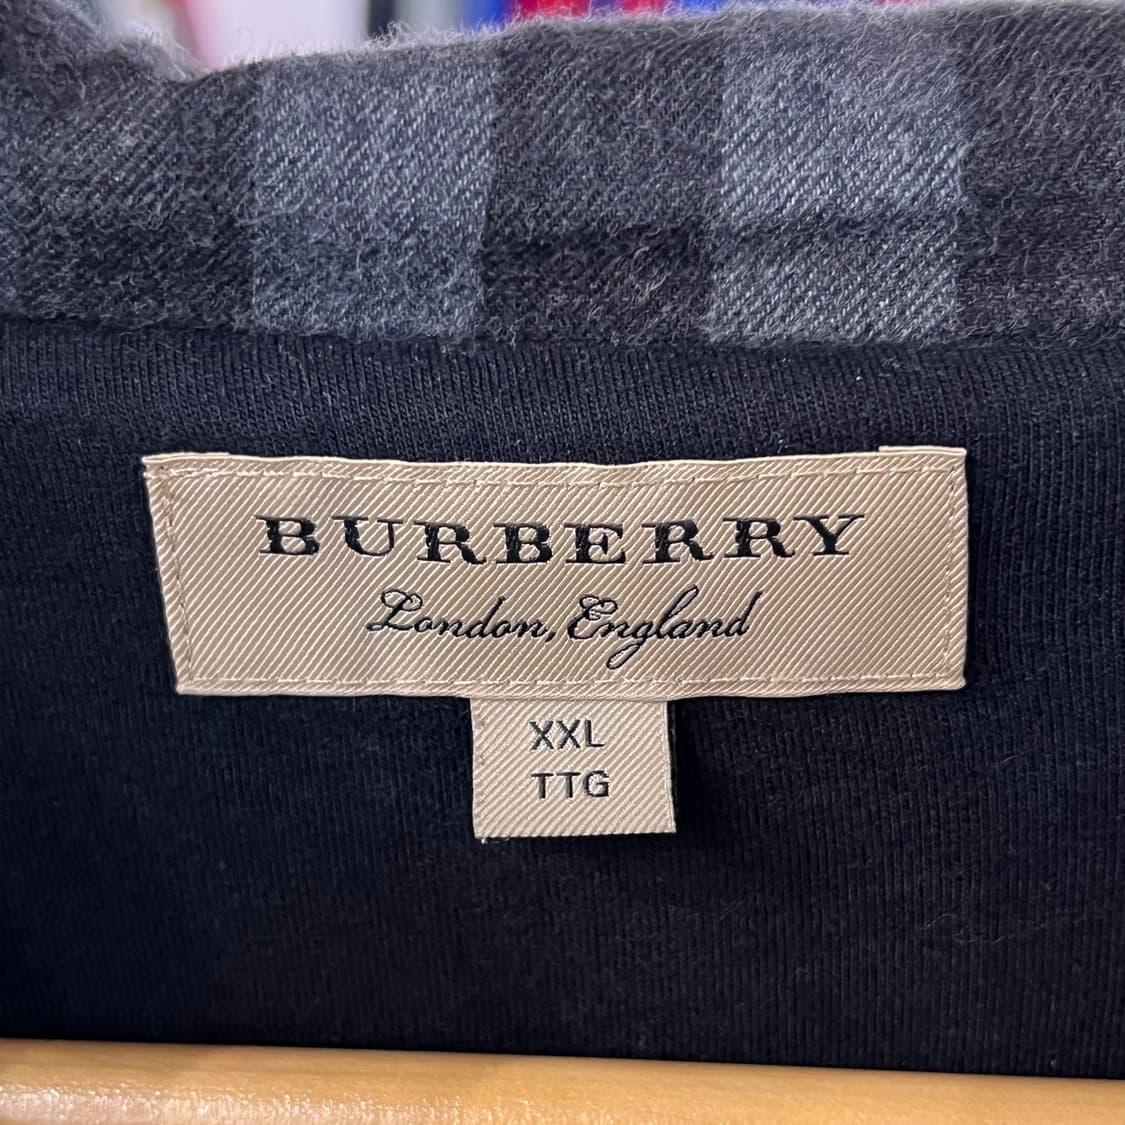 BURBERRY
London, England
XXL
TTG